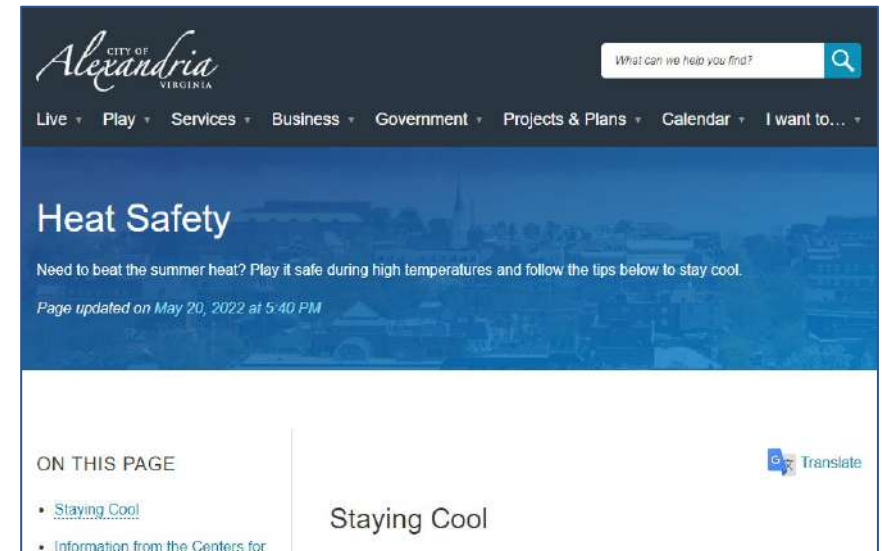 CITY OF
Alexandria
VIRGINIA
What can we help you find?
Live Play Services Business Government Projects & Plans Calendar I want to...
Heat Safety
Need to beat the summer heat? Play it safe during high temperatures and follow the tips below to stay cool.
Page updated on May 20, 2022 at 5:40 PM
ON THIS PAGE
G Translate
• Staying Cool
Staying Cool
• Information from the Centers for